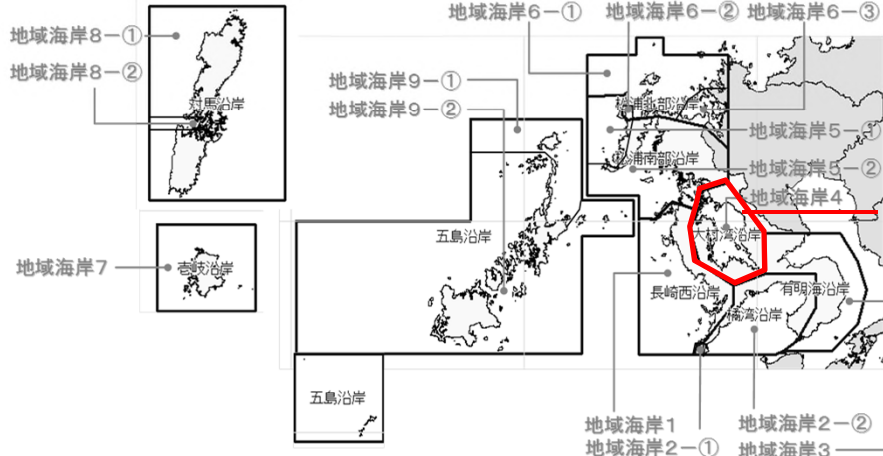 地域海岸6－①
地域海岸6－②
地域海岸6－③
地域海岸8－①
地域海岸8－②
地域海岸9－①
地域海岸9－②
対馬沿岸
松浦北部沿岸
地域海岸5－①
松浦南部沿岸
地域海岸5－②
地域海岸4
五島沿岸
大村湾沿岸
地域海岸7
壱岐沿岸
長崎西沿岸
有明海沿岸
橘湾沿岸
五島沿岸
地域海岸1
地域海岸2－②
地域海岸2－①
地域海岸3